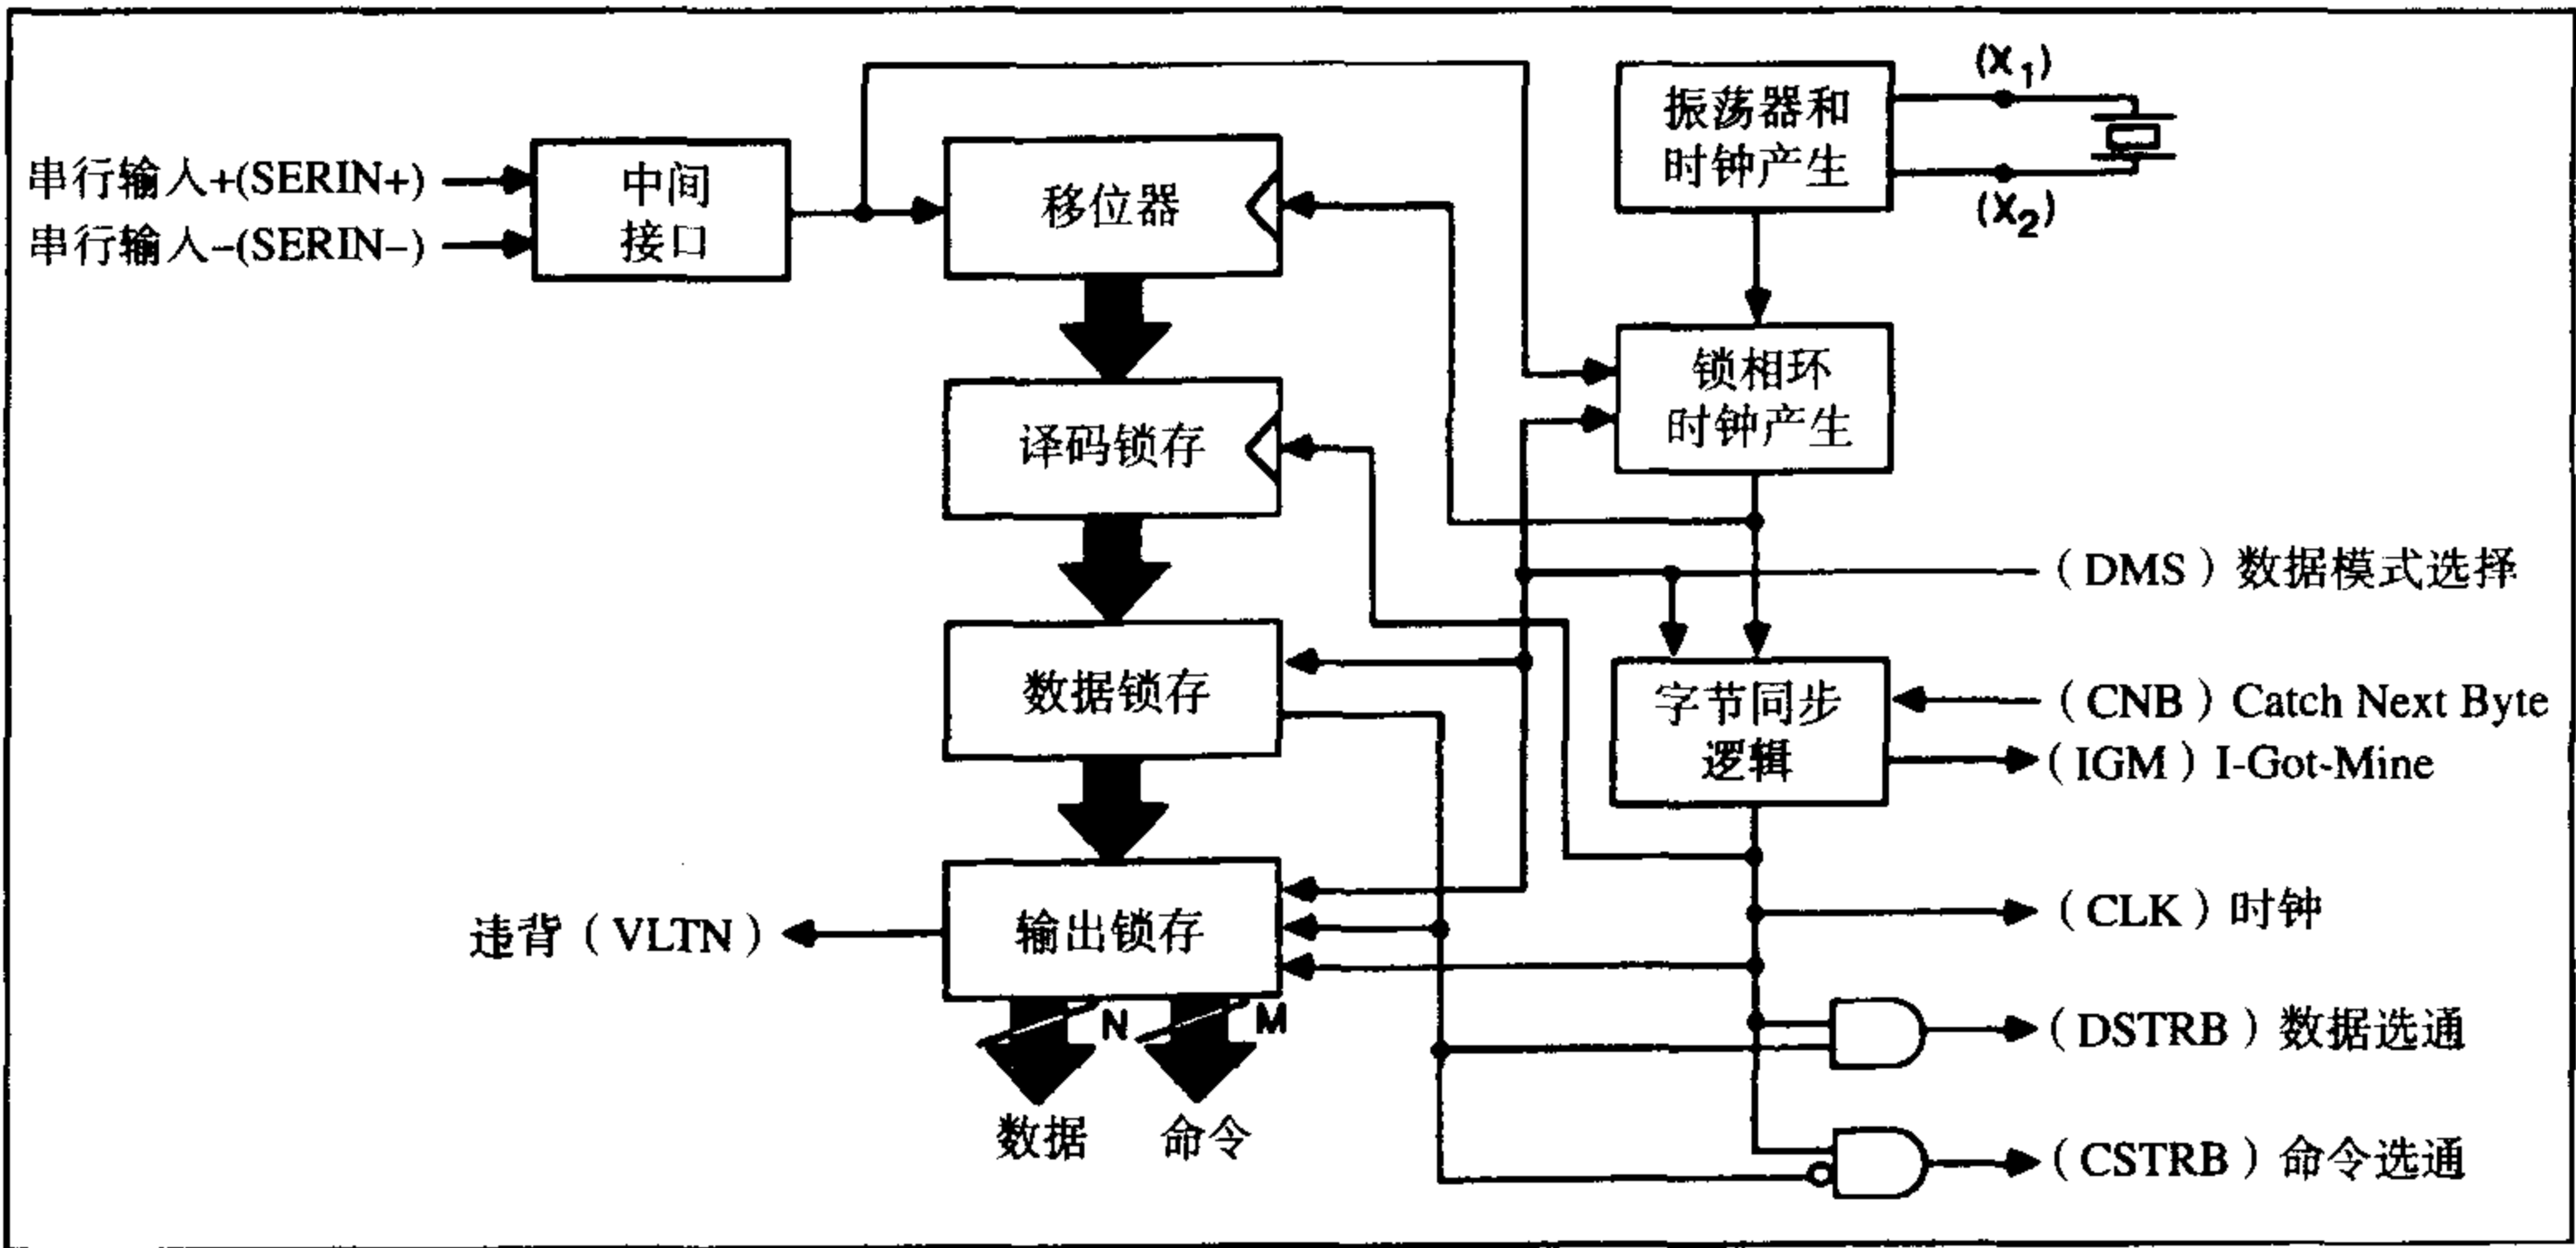 (X1)
振荡器和
时钟产生
(X2)
串行输入+(SERIN+)
串行输入-(SERIN-)
中间
接口
移位器
锁相环
时钟产生
译码锁存
(DMS)数据模式选择
数据锁存
字节同步
逻辑
(CNB) Catch Next Byte
(IGM) I-Got-Mine
违背(VLTN)
输出锁存
(CLK)时钟
N
M
(DSTRB)数据选通
数据
命令
(CSTRB)命令选通